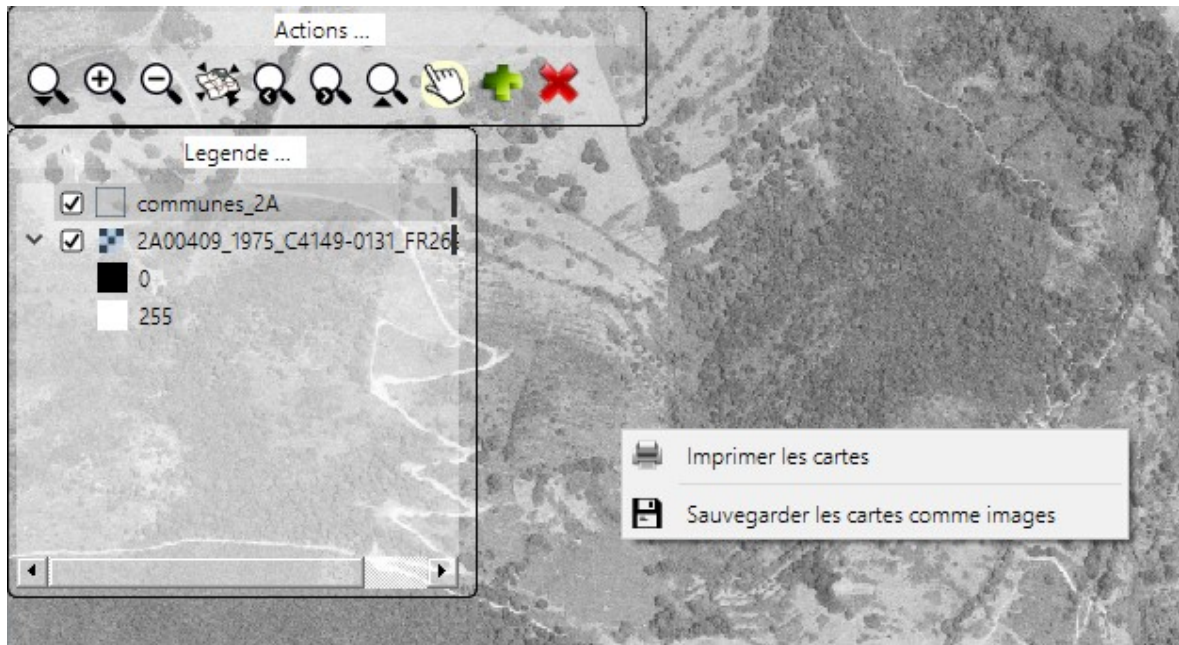 Actions ...
Legende ...
communes_2A
2A00409_1975_C4149-0131_FR26
0
255
Imprimer les cartes
Sauvegarder les cartes comme images